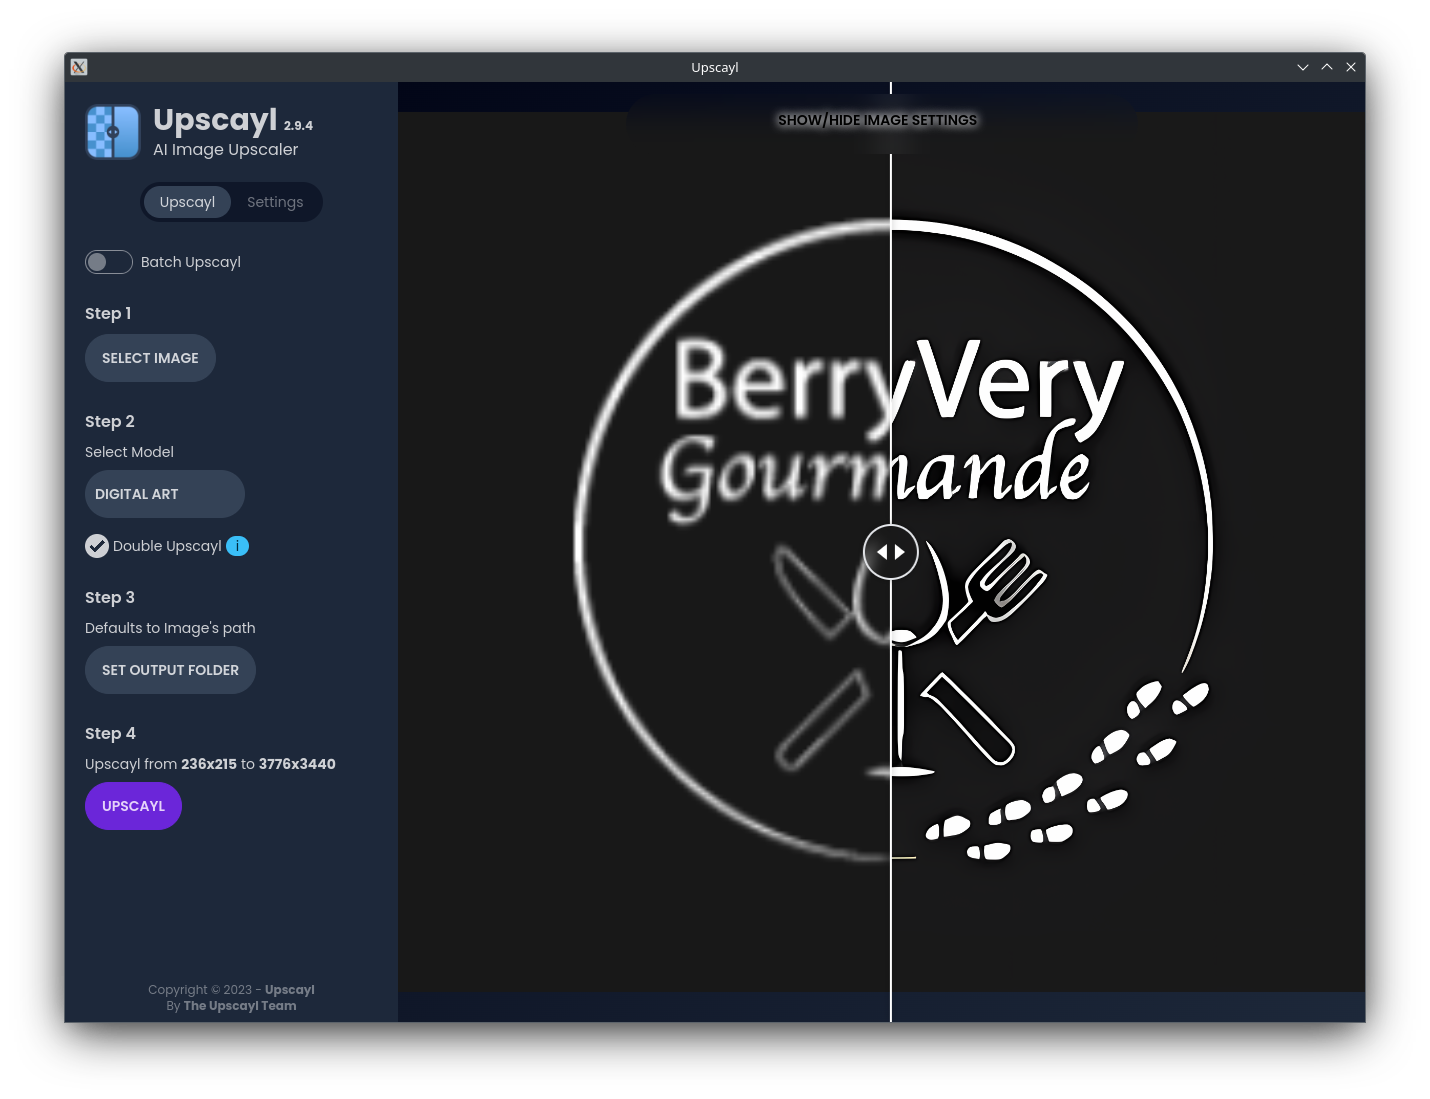 Upscayl
Upscayl 2.9.4
AI Image Upscaler
Upscayl Settings
Batch Upscayl
Step 1
SELECT IMAGE
Step 2
Select Model
DIGITAL ART
Double Upscayl i
Step 3
Defaults to Image's path
SET OUTPUT FOLDER
Step 4
Upscayl from 236x215 to 3776x3440
UPSCAYL
Copyright © 2023 - Upscayl
By The Upscayl Team
SHOW/HIDE IMAGE SETTINGS
BerryVery
Gourmande